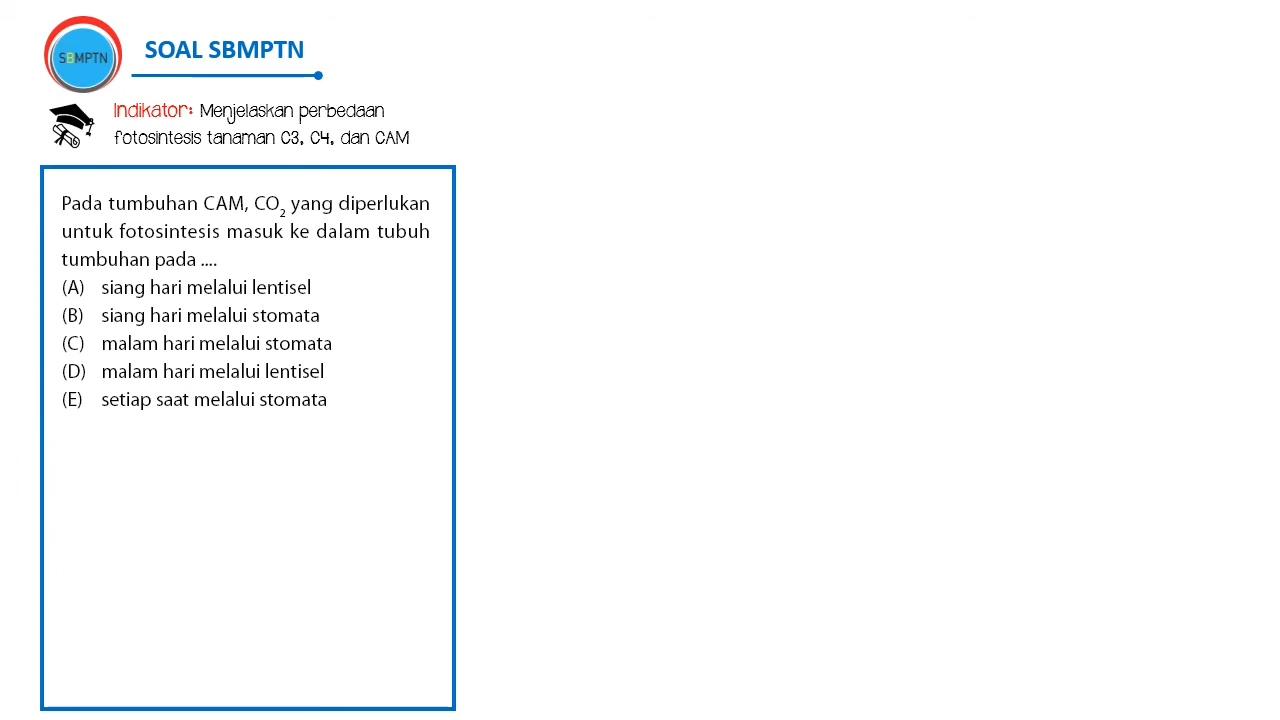 SBMPTN
SOAL SBMPTN
Indikator: Menjelaskan perbedaan
fotosintesis tanaman C3, C4, dan CAM
Pada tumbuhan CAM, CO₂ yang diperlukan
untuk fotosintesis masuk ke dalam tubuh
tumbuhan pada ....
(A) siang hari melalui lentisel
(B) siang hari melalui stomata
(C) malam hari melalui stomata
(D) malam hari melalui lentisel
(E) setiap saat melalui stomata